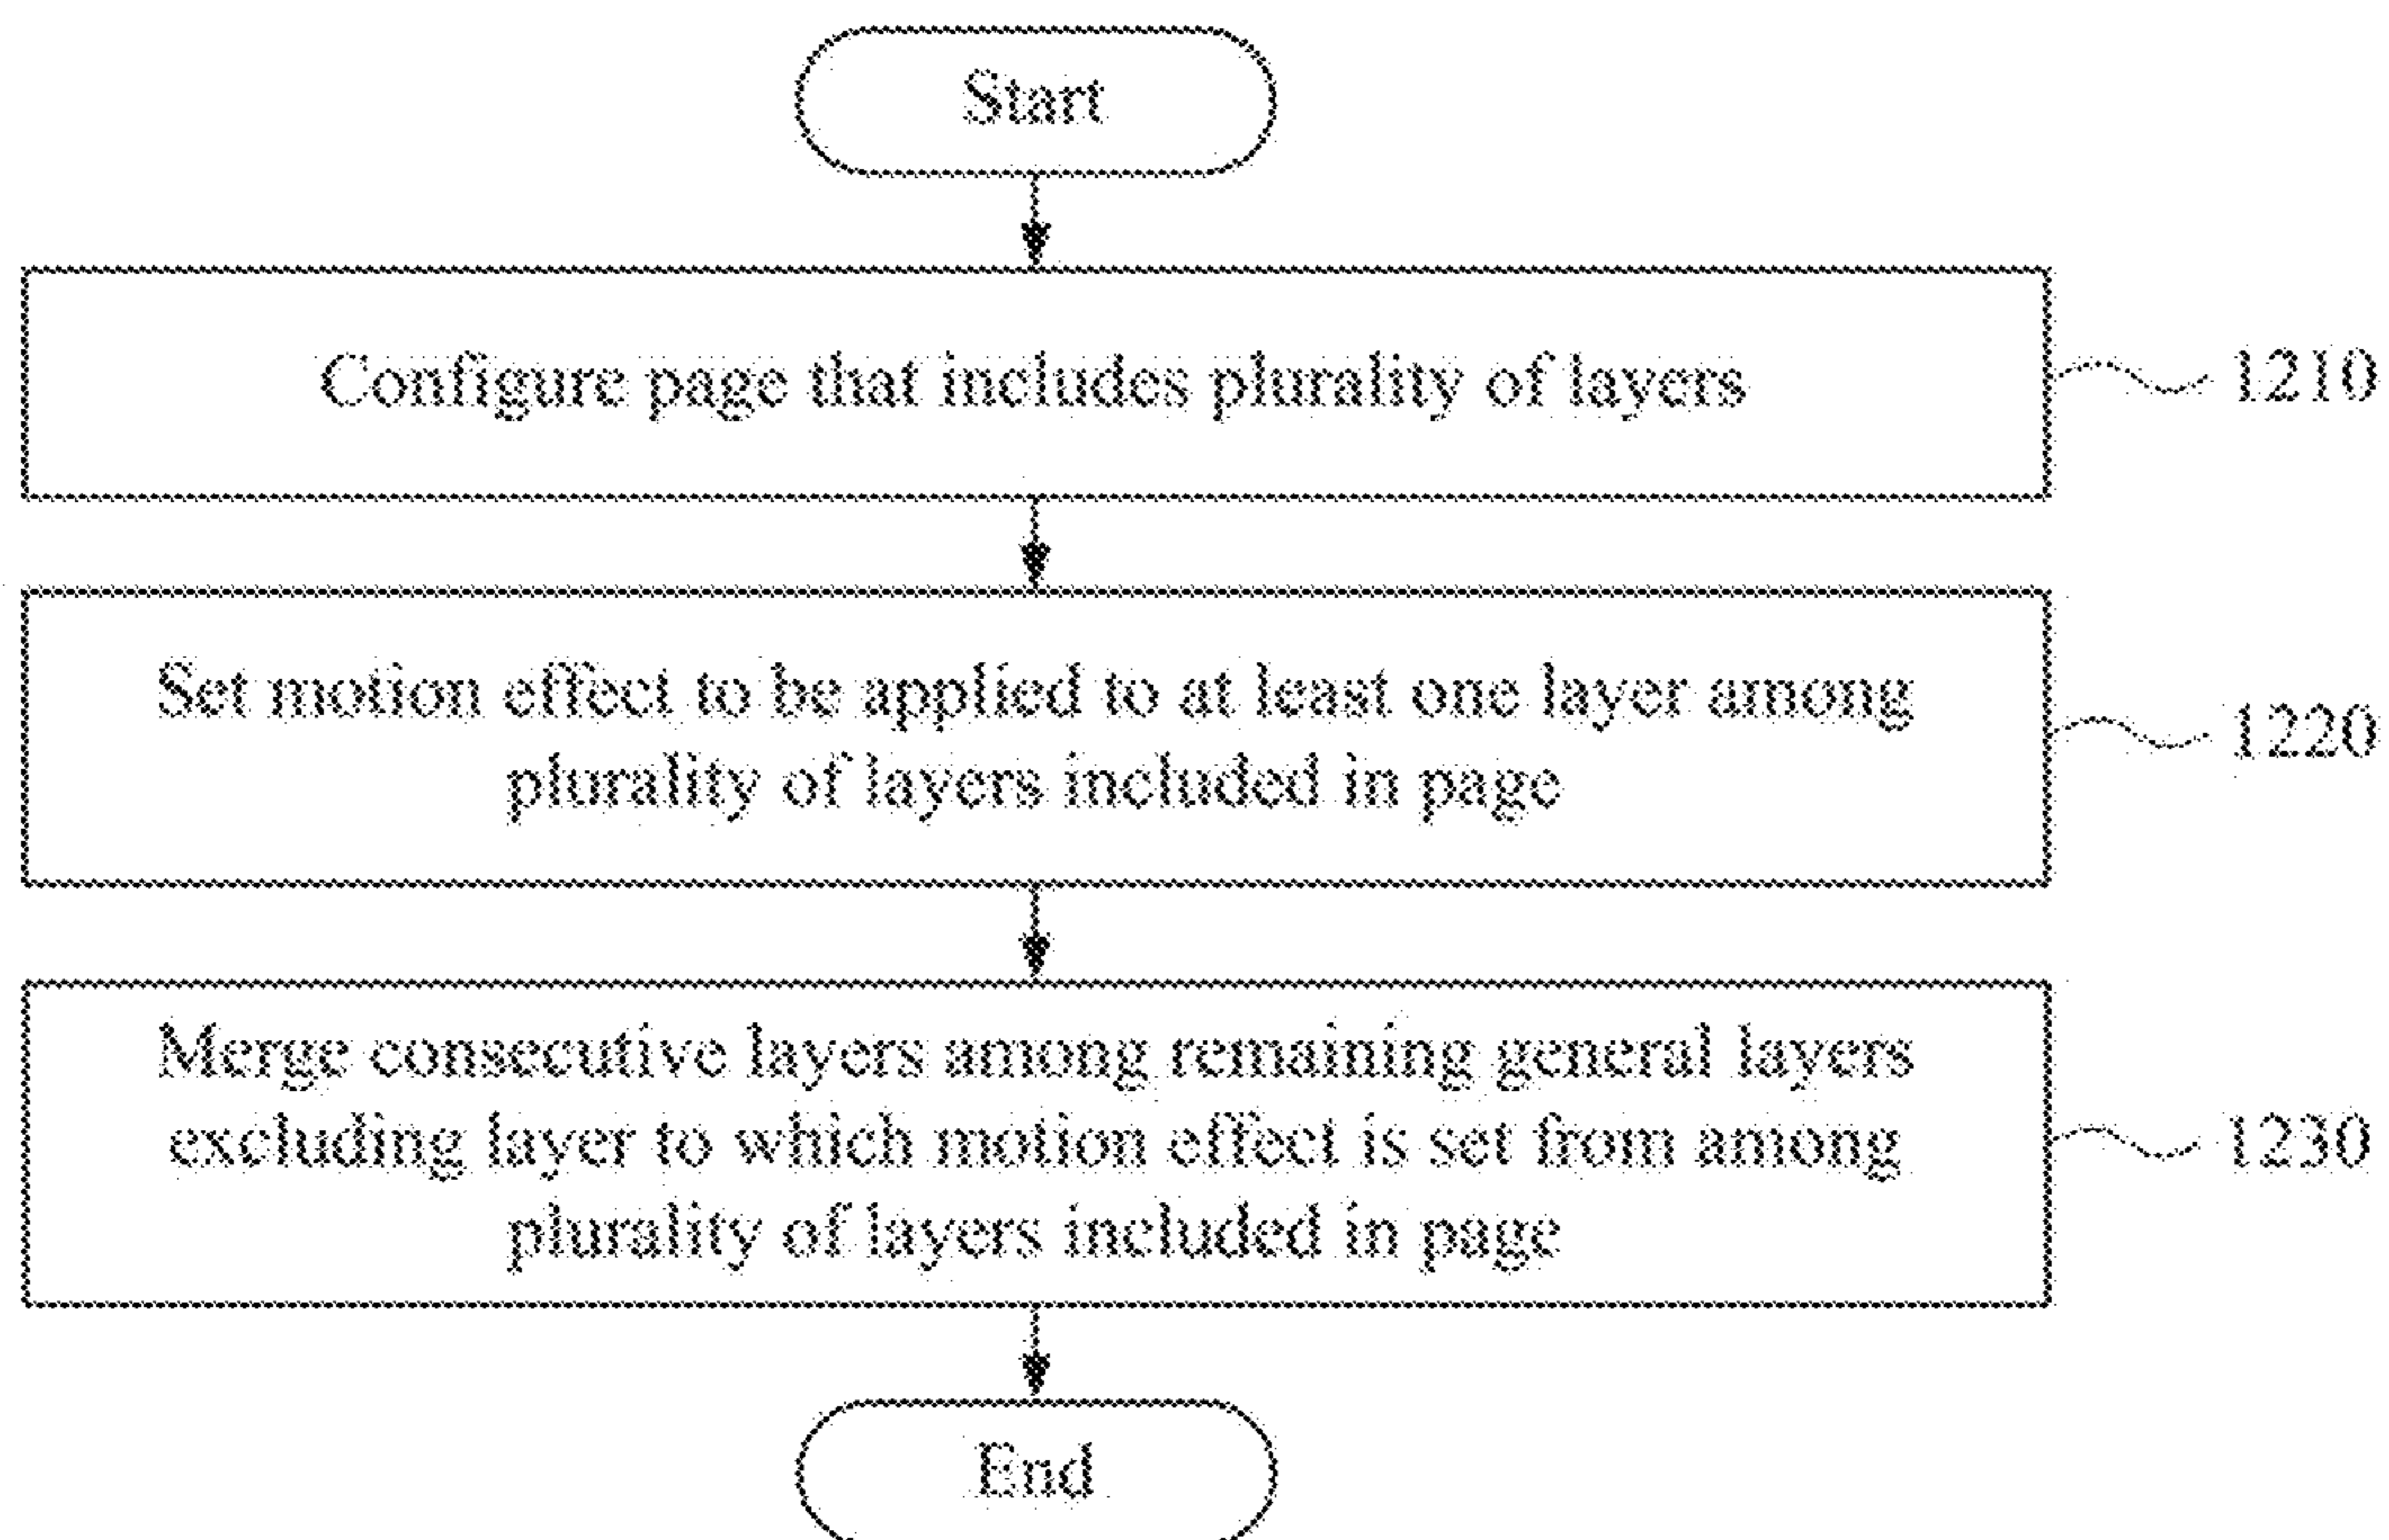 Start
Configure page that includes plurality of layers
1210
Set motion effect to be applied to at least one layer among
plurality of layers included in page
1220
Merge consecutive layers among remaining general layers
excluding layer to which motion effect is set from among
plurality of layers included in page
1230
End